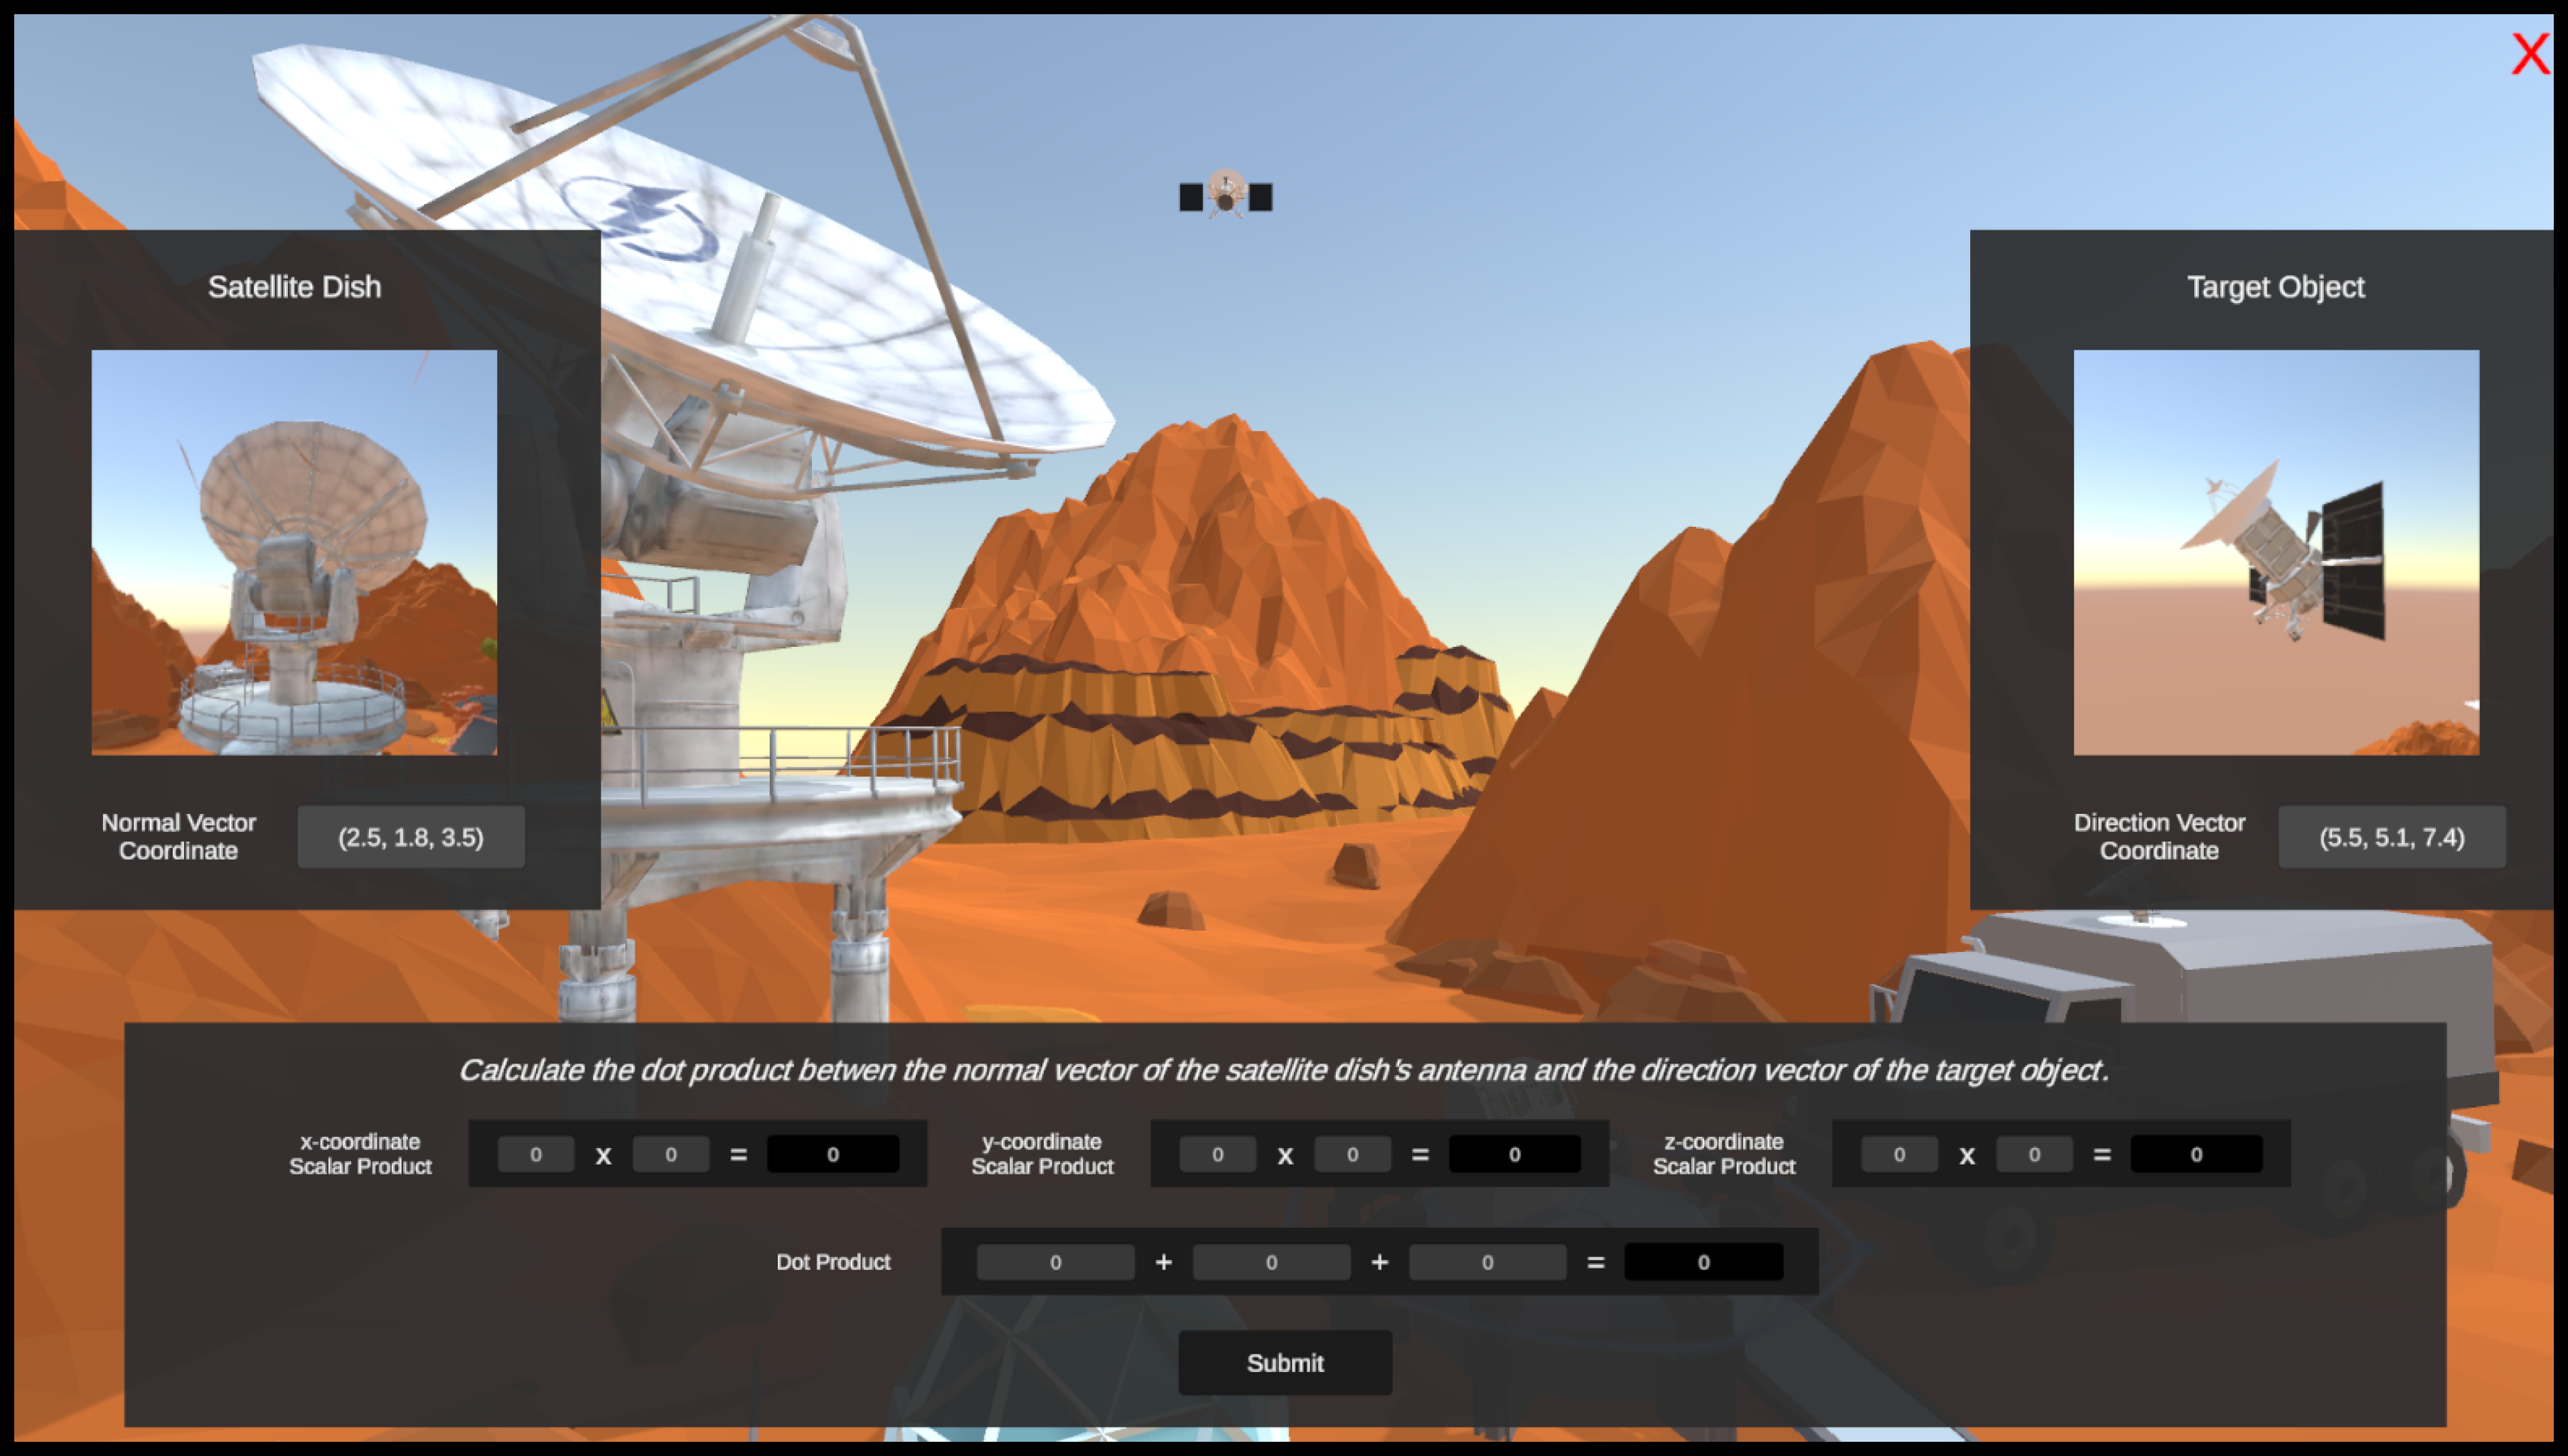 X
Satellite Dish
Target Object
Normal Vector
Coordinate
(2.5, 1.8, 3.5)
Direction Vector
Coordinate
(5.5, 5.1, 7.4)
Calculate the dot product betwen the normal vector of the satellite dish's antenna and the direction vector of the target object.
x-coordinate
Scalar Product
0 x 0 = 0
y-coordinate
Scalar Product
0 x 0 = 0
z-coordinate
Scalar Product
0 x 0 = 0
Dot Product 0 + 0 + 0 = 0
Submit